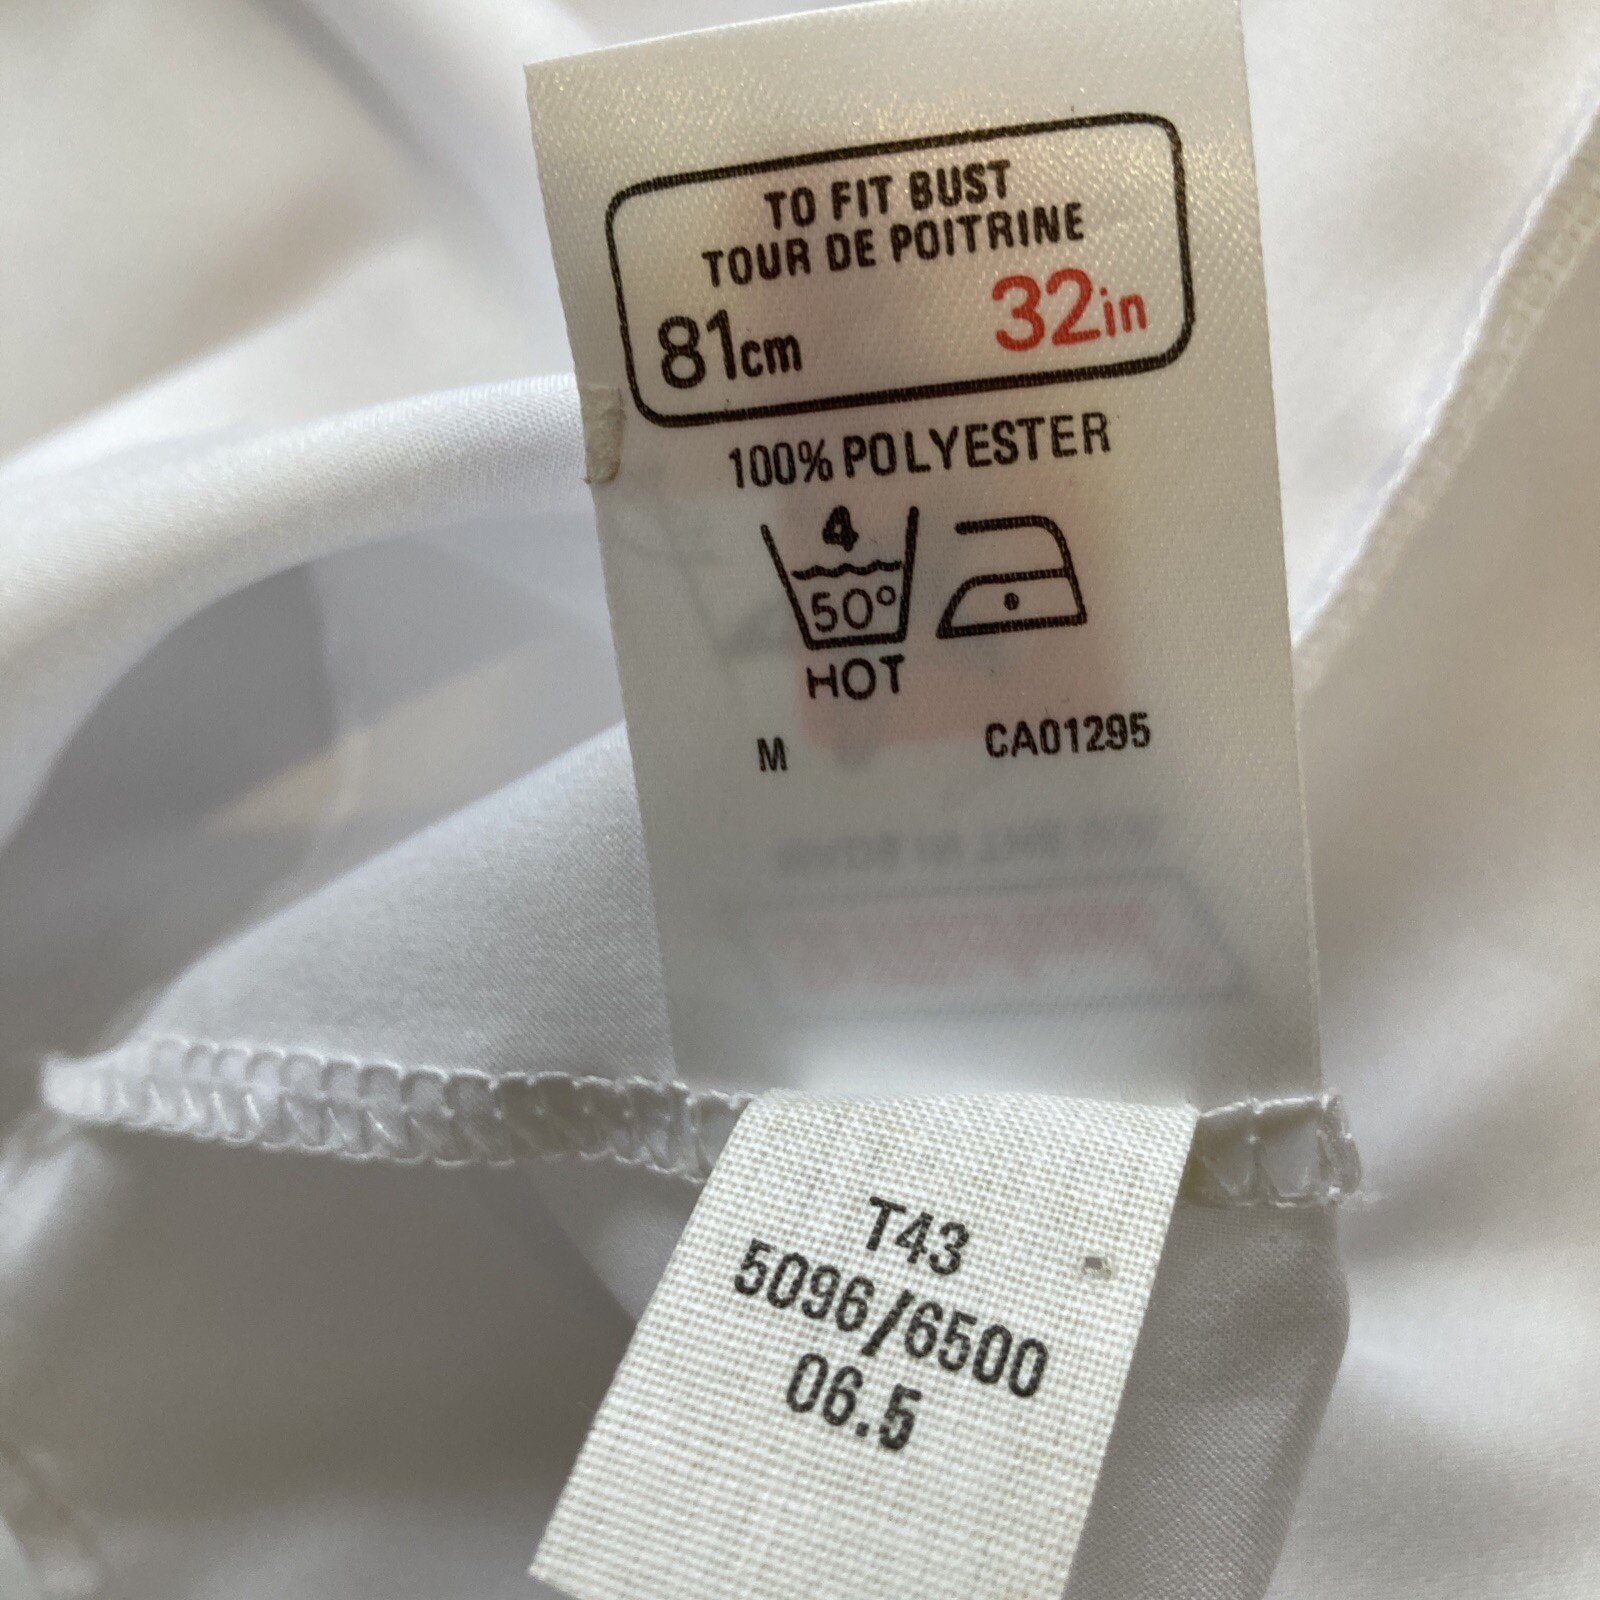 TO FIT BUST
TOUR DE POITRINE
81cm 32in
100% POLYESTER
4
50°
HOT
M CA01295
T43
5096/6500
06.5